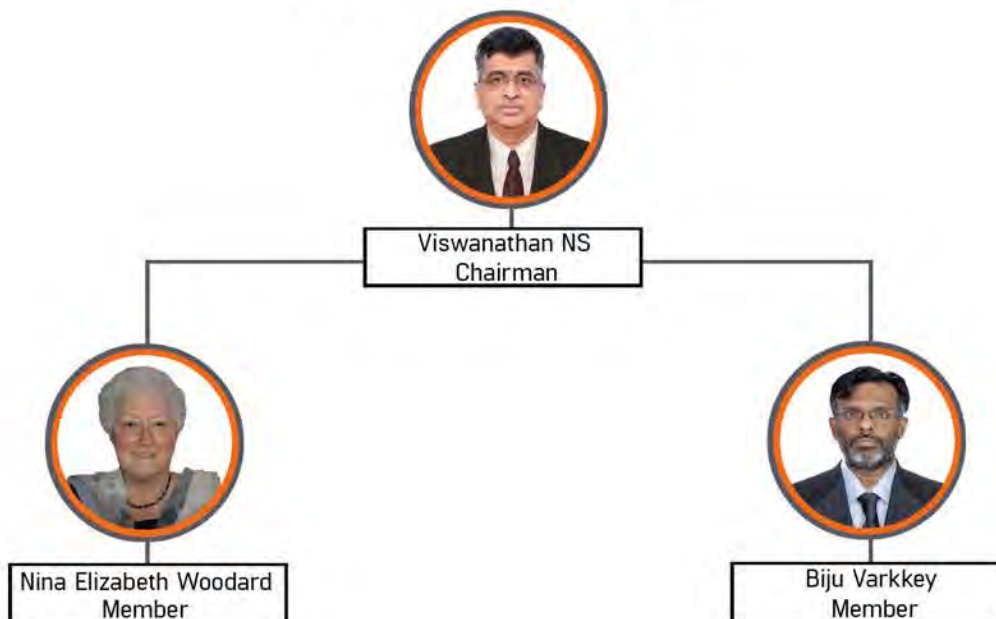 Viswanathan NS
Chairman
Nina Elizabeth Woodard
Member
Biju Varkkey
Member